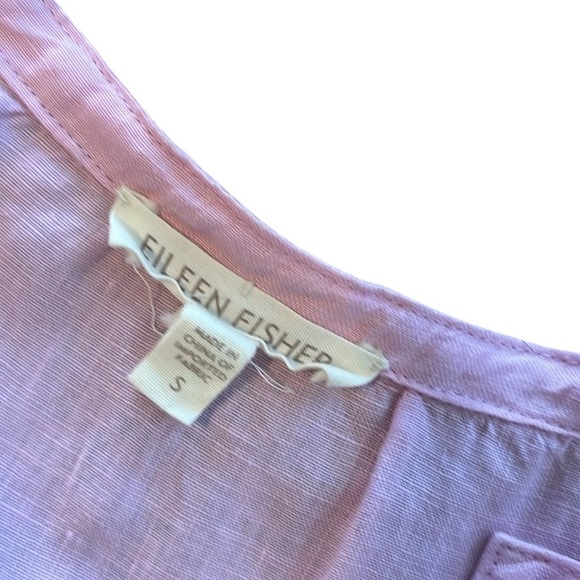 EILEEN FISHER
MADE IN
CHINA OF
IMPORTED
FABRIC
S